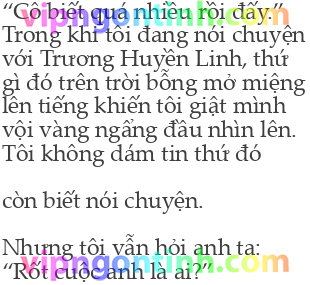 “Cô biết quá nhiều rồi đấy.”
Trong khi tôi đang nói chuyện
với Trương Huyền Linh, thứ
gì đó trên trời bỗng mở miệng
lên tiếng khiến tôi giật mình
vội vàng ngẩng đầu nhìn lên.
Tôi không dám tin thứ đó
còn biết nói chuyện.
Nhưng tôi vẫn hỏi anh ta:
“Rốt cuộc anh là ai?”
vipngontinh.com
vipngontinh.com